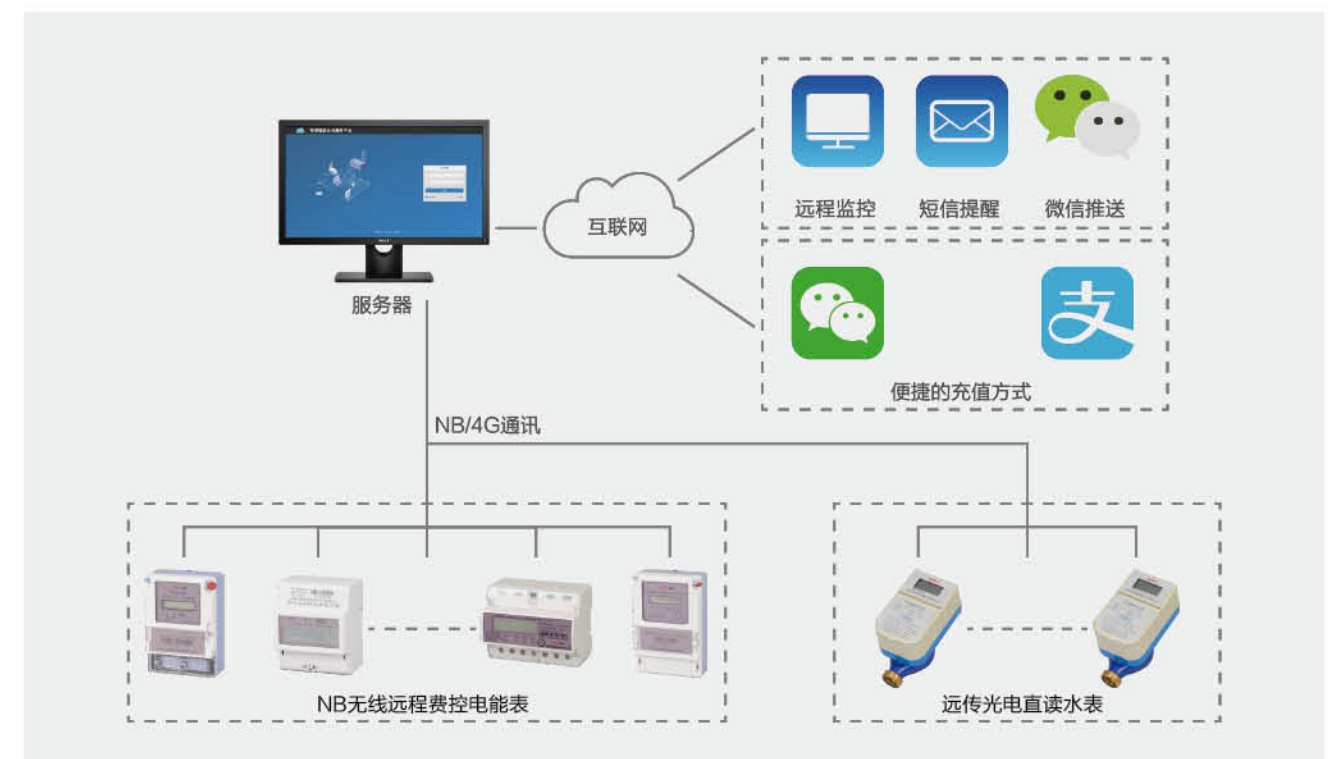 远程监控
短信提醒
微信推送
互联网
服务器
支
便捷的充值方式
NB/4G通讯
NB无线远程费控电能表
远传光电直读水表